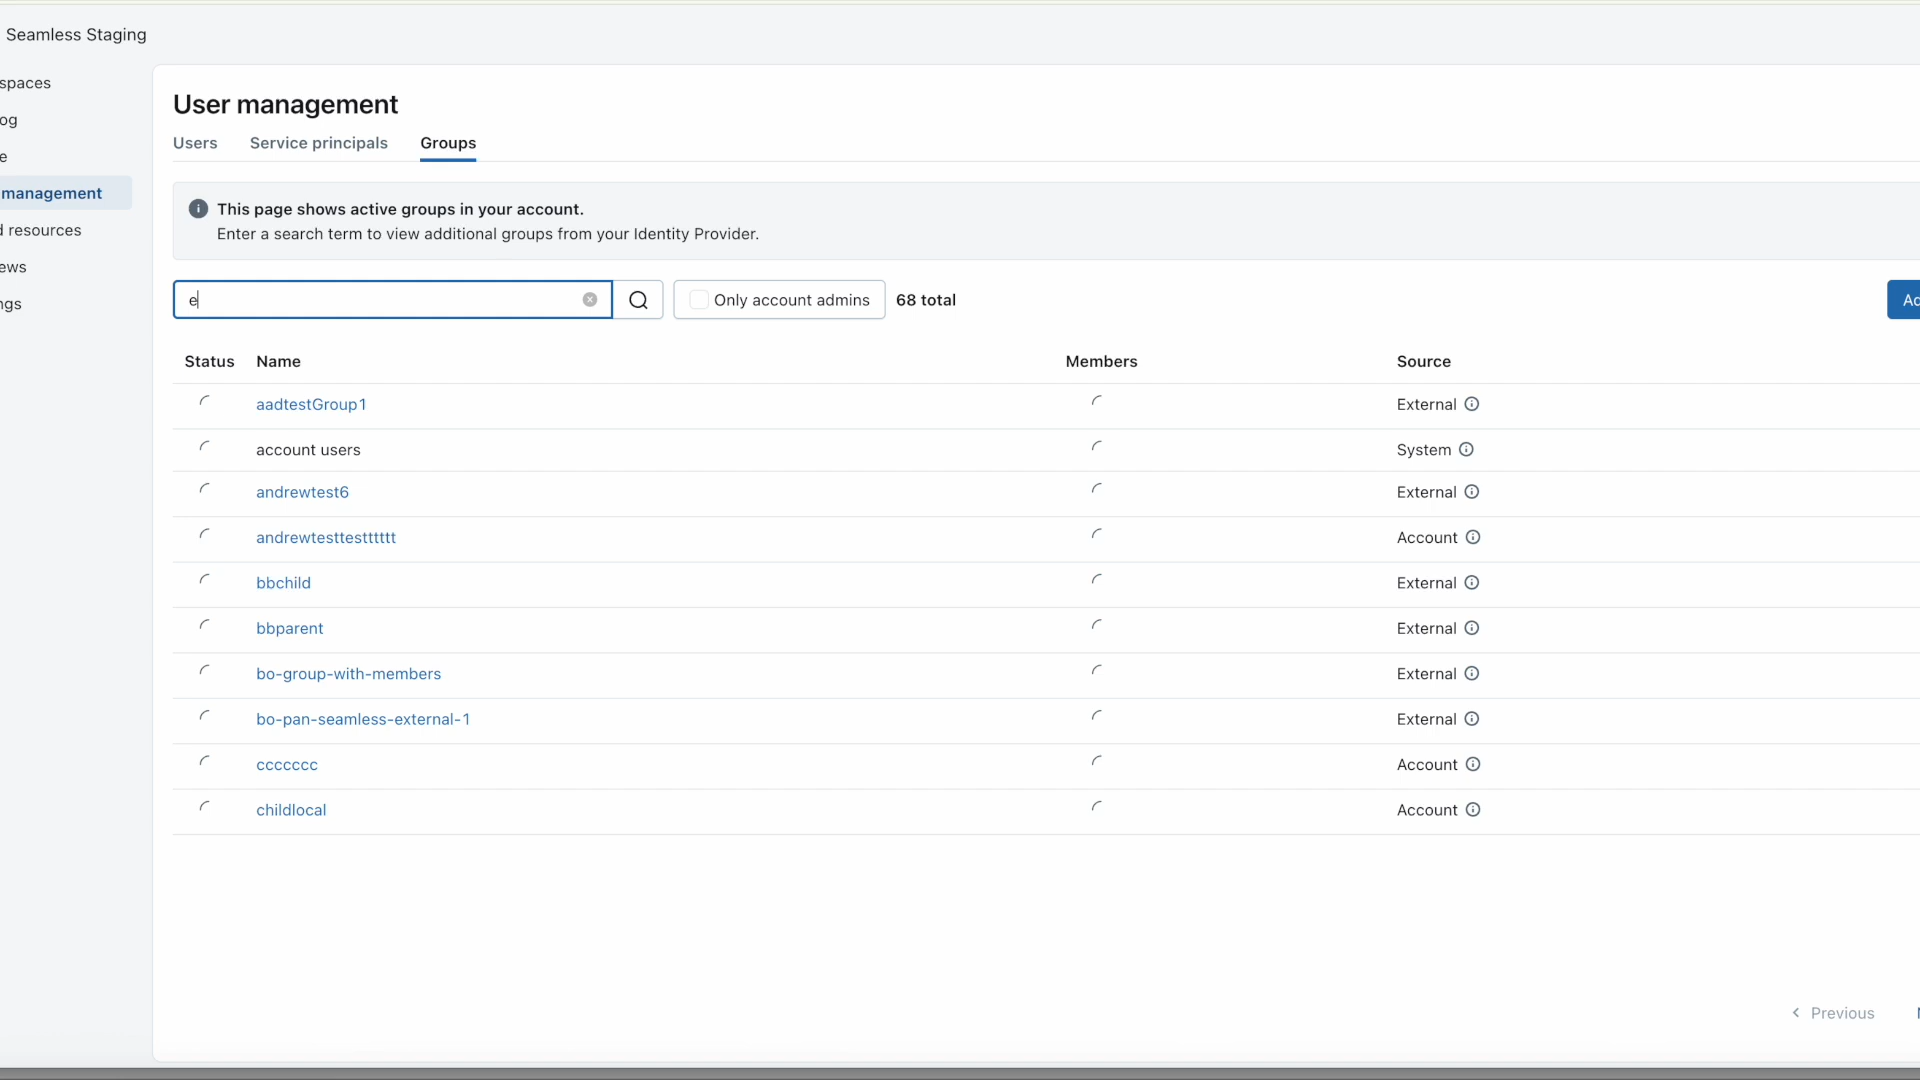 Seamless Staging
spaces
og
e
management
d resources
ews
ngs
User management
Users Service principals Groups
This page shows active groups in your account.
Enter a search term to view additional groups from your Identity Provider.
e
Only account admins
68 total
Ad
Status Name Members Source
aadtestGroup1 External
account users System
andrewtest6 External
andrewtesttestttttt Account
bbchild External
bbparent External
bo-group-with-members External
bo-pan-seamless-external-1 External
ccccccc Account
childlocal Account
Previous